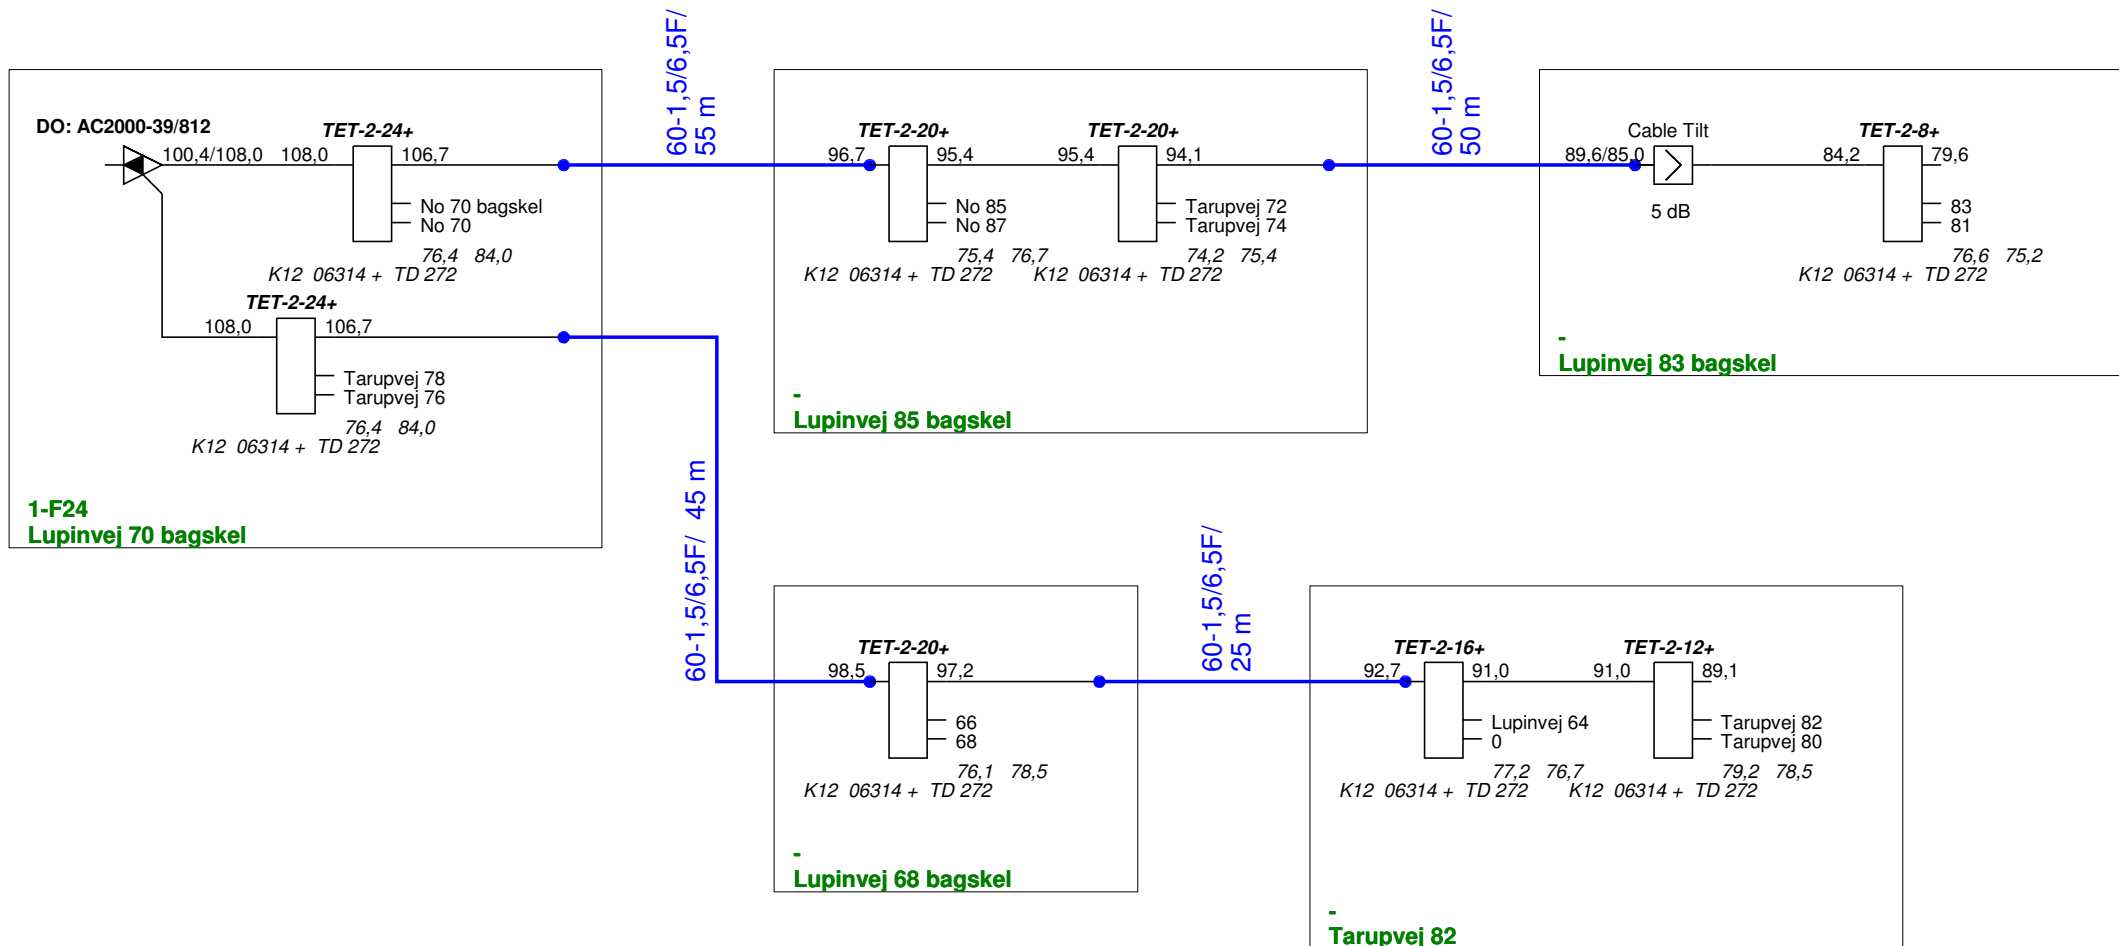 60-1,5/6,5F/
55 m
60-1,5/6,5F/
50 m
DO: AC2000-39/812
100,4/108,0
108,0
TET-2-24+
106,7
No 70 bagskel
No 70
76,4 84,0
K12 06314 + TD 272
TET-2-24+
108,0
106,7
Tarupvej 78
Tarupvej 76
76,4 84,0
K12 06314 + TD 272
1-F24
Lupinvej 70 bagskel
TET-2-20+
96,7
95,4
No 85
No 87
75,4 76,7
K12 06314 + TD 272
TET-2-20+
95,4
94,1
Tarupvej 72
Tarupvej 74
74,2 75,4
K12 06314 + TD 272
-
Lupinvej 85 bagskel
Cable Tilt
89,6/85,0
5 dB
TET-2-8+
84,2
79,6
83
81
76,6 75,2
K12 06314 + TD 272
-
Lupinvej 83 bagskel
60-1,5/6,5F/ 45 m
60-1,5/6,5F/
25 m
TET-2-20+
98,5
97,2
66
68
76,1 78,5
K12 06314 + TD 272
-
Lupinvej 68 bagskel
TET-2-16+
92,7
91,0
Lupinvej 64
0
77,2 76,7
K12 06314 + TD 272
TET-2-12+
91,0
89,1
Tarupvej 82
Tarupvej 80
79,2 78,5
K12 06314 + TD 272
-
Tarupvej 82